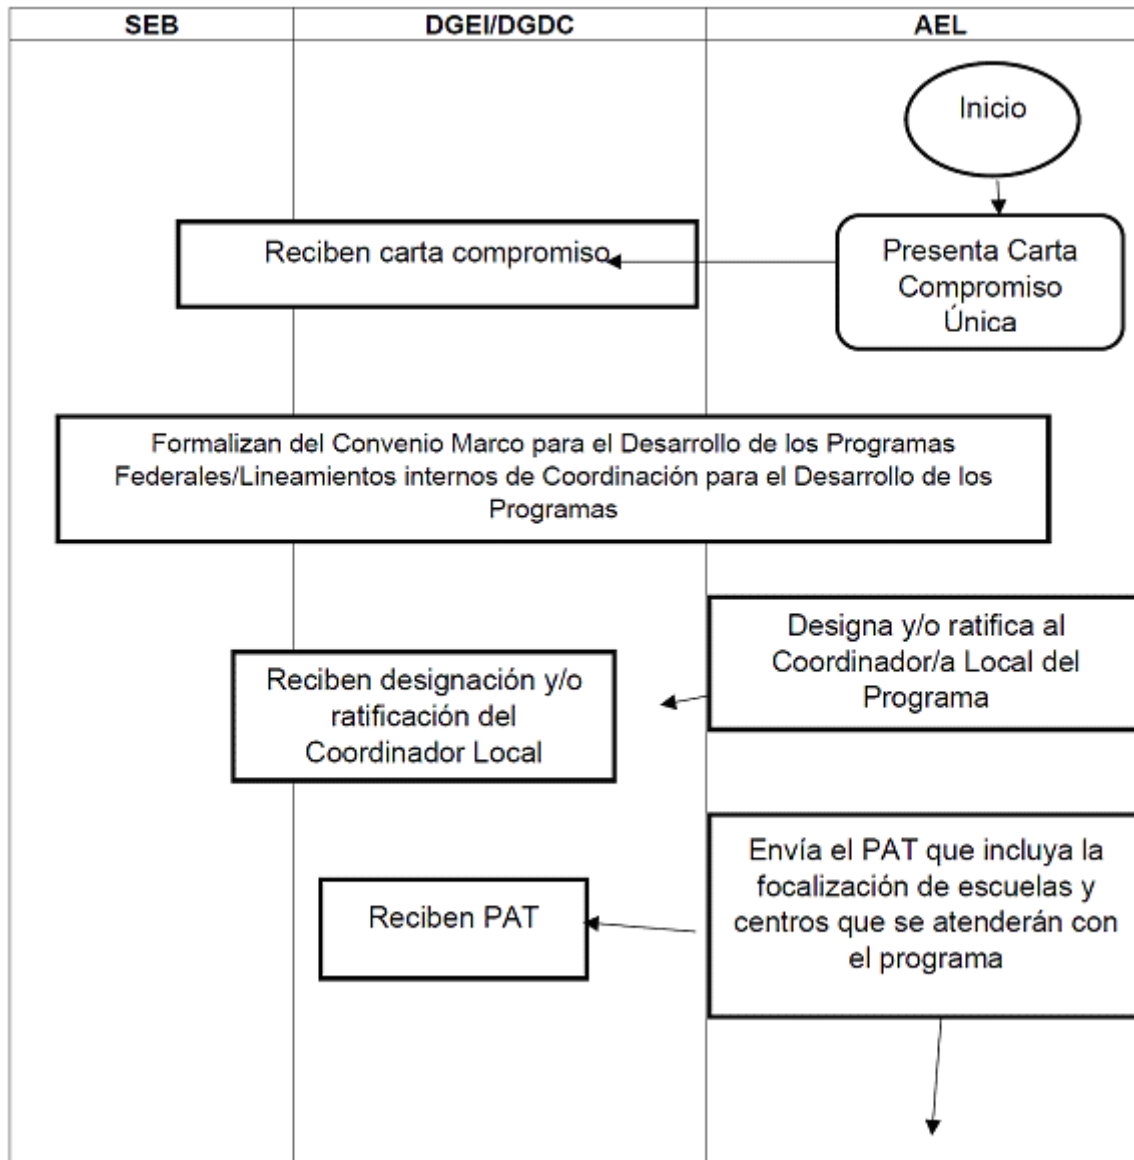 SEB
DGEI/DGDC
AEL
Inicio
Reciben carta compromiso
Presenta Carta
Compromiso
Única
Formalizan del Convenio Marco para el Desarrollo de los Programas
Federales/Lineamientos internos de Coordinación para el Desarrollo de los
Programas
Designa y/o ratifica al
Coordinador/a Local del
Programa
Reciben designación y/o
ratificación del
Coordinador Local
Envía el PAT que incluya la
focalización de escuelas y
centros que se atenderán con
el programa
Reciben PAT